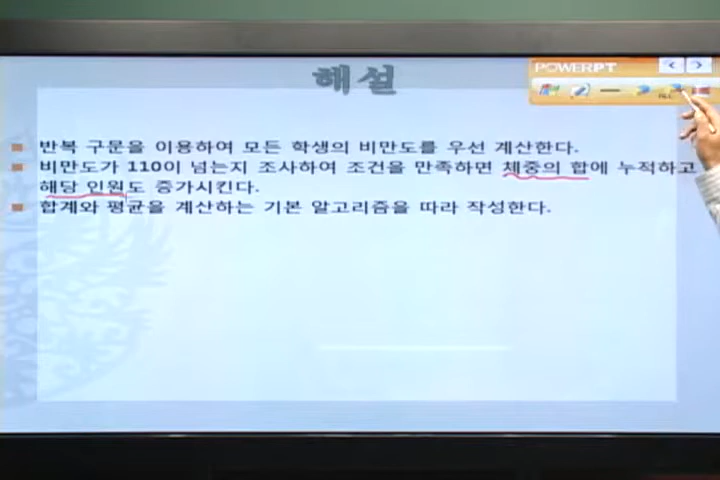 해설
POWERPT
반복 구문을 이용하여 모든 학생의 비만도를 우선 계산한다.
비만도가 110이 넘는지 조사하여 조건을 만족하면 체중의 합에 누적하고
해당 인원도 증가시킨다.
합계와 평균을 계산하는 기본 알고리즘을 따라 작성한다.